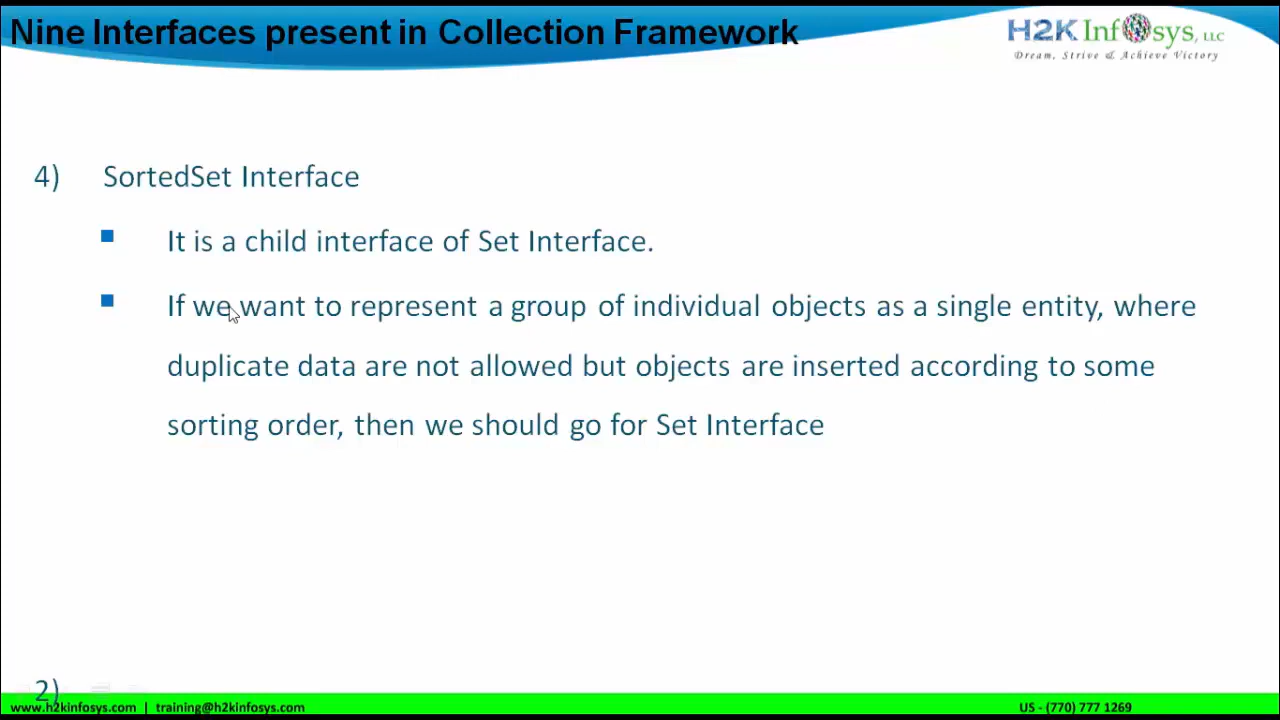 Nine Interfaces present in Collection Framework
H2K Infosys, LLC
Dream, Strive & Achieve Victory
4) SortedSet Interface
It is a child interface of Set Interface.
If we want to represent a group of individual objects as a single entity, where
duplicate data are not allowed but objects are inserted according to some
sorting order, then we should go for Set Interface
2)
www.h2kinfosys.com | training@h2kinfosys.com
US - (770) 777 1269